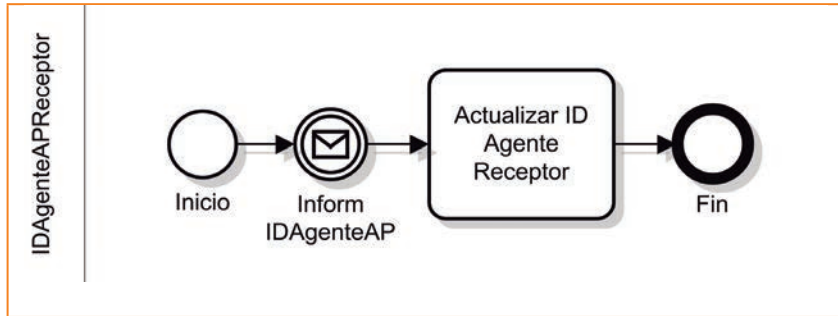 IDAgenteAPReceptor
Inicio
Inform
IDAgenteAP
Actualizar ID
Agente
Receptor
Fin